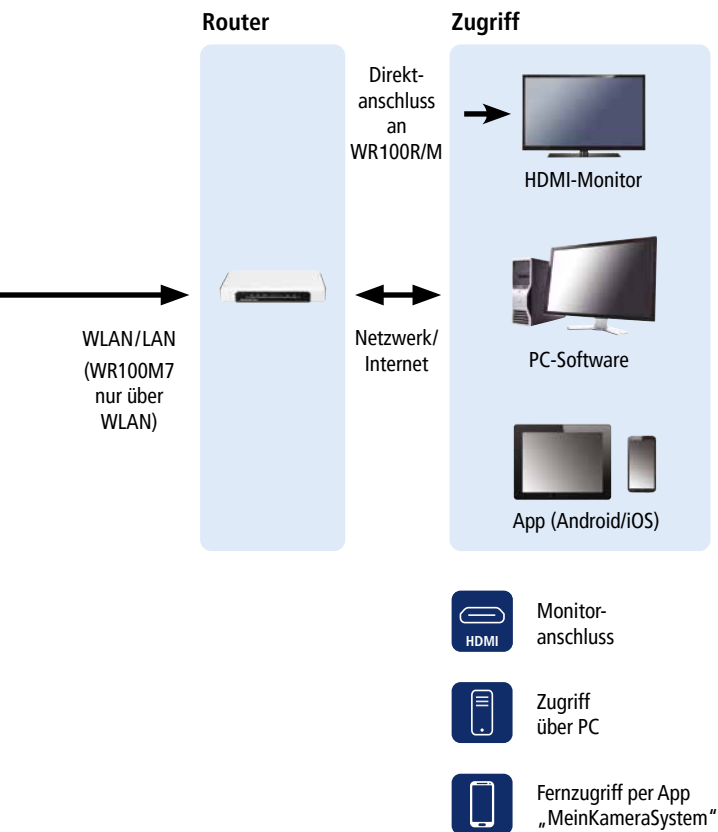 Router
Zugriff
Direkt-
anschluss
an
WR100R/M
HDMI-Monitor
WLAN/LAN
(WR100M7
nur über
WLAN)
Netzwerk/
Internet
PC-Software
App (Android/iOS)
HDMI
Monitor-
anschluss
Zugriff
über PC
Fernzugriff per App
„MeinKameraSystem"